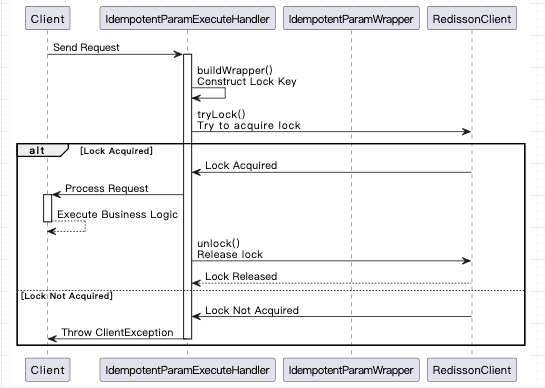 Client IdempotentParamExecuteHandler IdempotentParamWrapper RedissonClient
Send Request
buildWrapper()
Construct Lock Key
tryLock()
Try to acquire lock
alt [Lock Acquired]
Lock Acquired
Process Request
Execute Business Logic
unlock()
Release lock
Lock Released
[Lock Not Acquired]
Lock Not Acquired
Throw ClientException
Client IdempotentParamExecuteHandler IdempotentParamWrapper RedissonClient